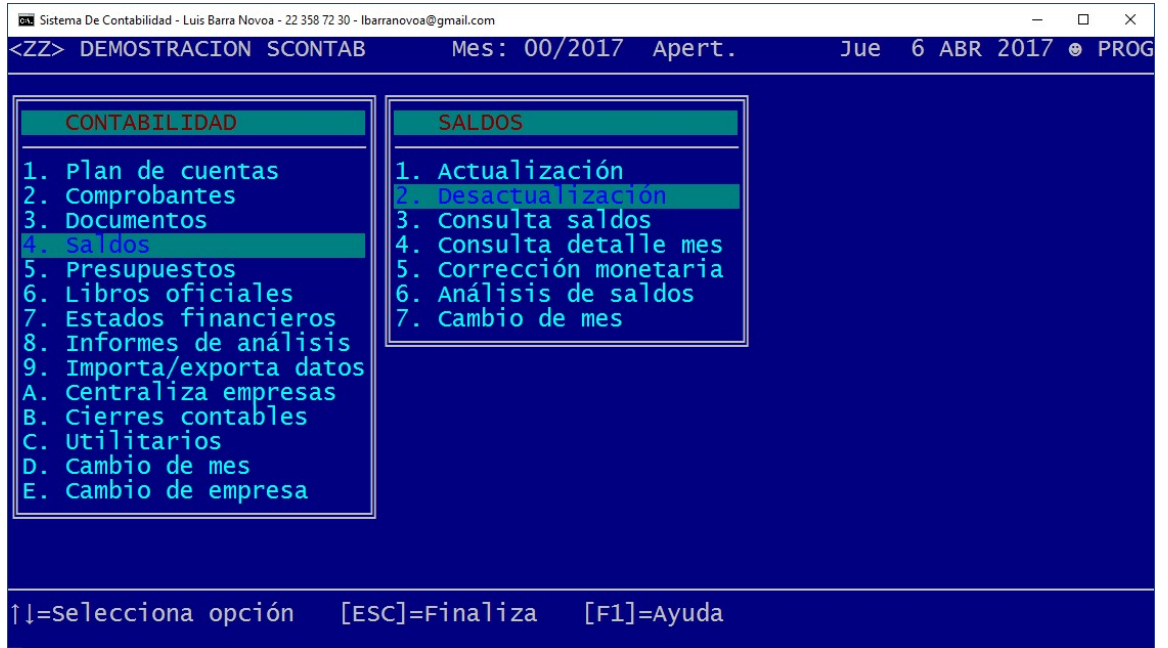 Sistema De Contabilidad - Luis Barra Novoa - 22 358 72 30 - lbarranovoa@gmail.com
<ZZ> DEMOSTRACION SCONTAB Mes: 00/2017 Apert. Jue 6 ABR 2017 ☻ PROG
CONTABILIDAD
1. Plan de cuentas
2. Comprobantes
3. Documentos
4. Saldos
5. Presupuestos
6. Libros oficiales
7. Estados financieros
8. Informes de análisis
9. Importa/exporta datos
A. Centraliza empresas
B. Cierres contables
C. Utilitarios
D. Cambio de mes
E. Cambio de empresa
SALDOS
1. Actualización
2. Desactualización
3. Consulta saldos
4. Consulta detalle mes
5. Corrección monetaria
6. Análisis de saldos
7. Cambio de mes
↑↓=Selecciona opción [ESC]=Finaliza [F1]=Ayuda